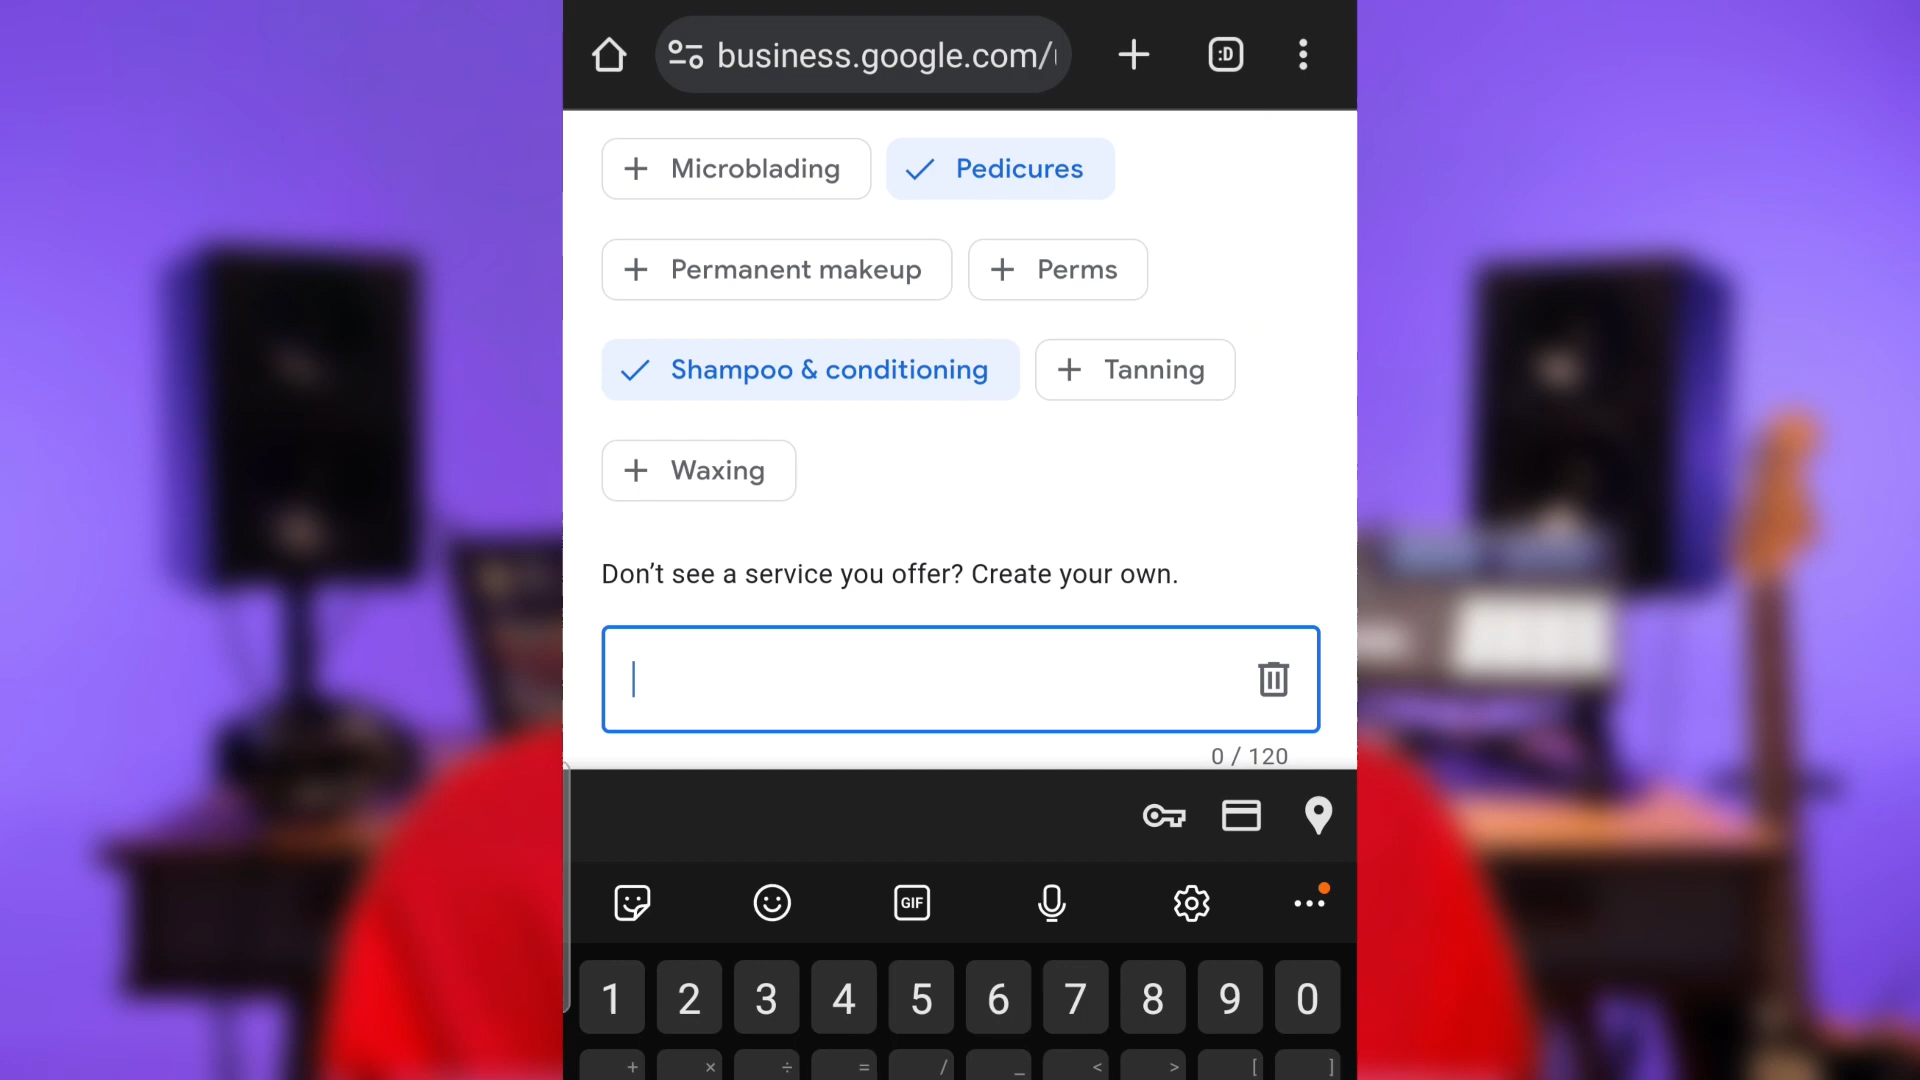 business.google.com/
Microblading
Pedicures
Permanent makeup
Perms
Shampoo & conditioning
Tanning
Waxing
Don’t see a service you offer? Create your own.
0 / 120
GIF
1 2 3 4 5 6 7 8 9 0
+ × ÷ = / _ < > [ ]